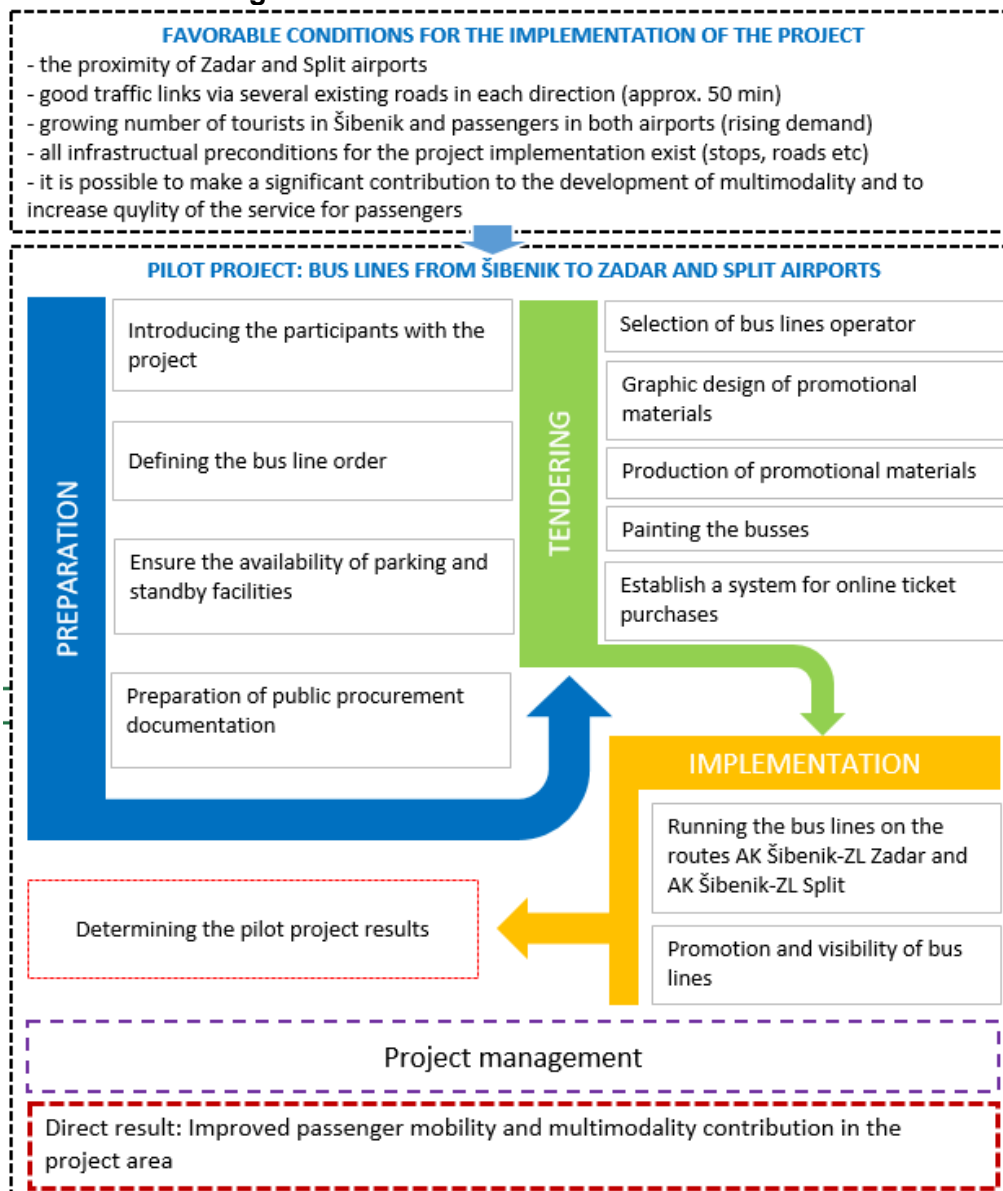 FAVORABLE CONDITIONS FOR THE IMPLEMENTATION OF THE PROJECT
- the proximity of Zadar and Split airports
- good traffic links via several existing roads in each direction (approx. 50 min)
- growing number of tourists in Šibenik and passengers in both airports (rising demand)
- all infrastructual preconditions for the project implementation exist (stops, roads etc)
- it is possible to make a significant contribution to the development of multimodality and to
increase quylity of the service for passengers
PILOT PROJECT: BUS LINES FROM ŠIBENIK TO ZADAR AND SPLIT AIRPORTS
PREPARATION
Introducing the participants with the
project
Defining the bus line order
Ensure the availability of parking and
standby facilities
Preparation of public procurement
documentation
TENDERING
Selection of bus lines operator
Graphic design of promotional
materials
Production of promotional materials
Painting the busses
Establish a system for online ticket
purchases
IMPLEMENTATION
Running the bus lines on the
routes AK Šibenik-ZL Zadar and
AK Šibenik-ZL Split
Promotion and visibility of bus
lines
Determining the pilot project results
Project management
Direct result: Improved passenger mobility and multimodality contribution in the
project area